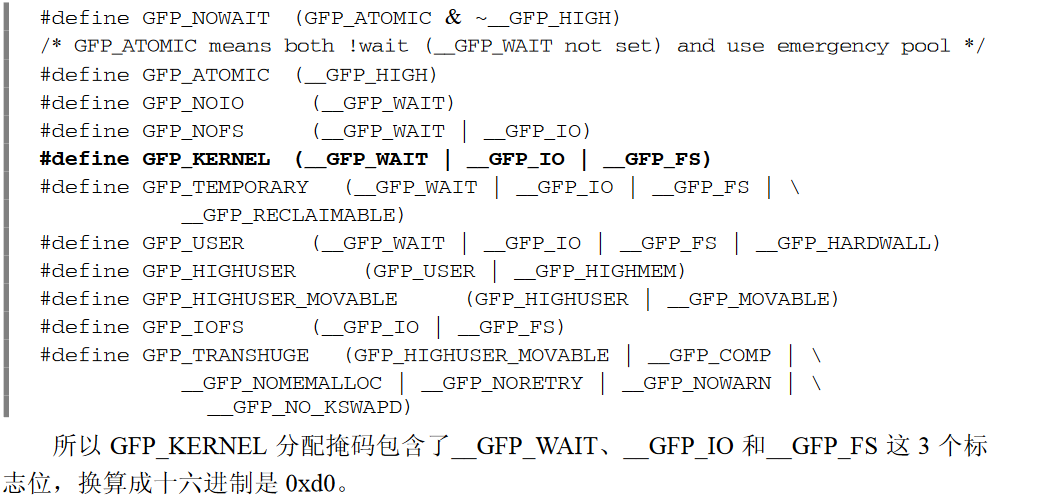 #define GFP_NOWAIT (GFP_ATOMIC & ~__GFP_HIGH)
/* GFP_ATOMIC means both !wait (__GFP_WAIT not set) and use emergency pool */
#define GFP_ATOMIC (__GFP_HIGH)
#define GFP_NOIO (__GFP_WAIT)
#define GFP_NOFS (__GFP_WAIT | __GFP_IO)
#define GFP_KERNEL (__GFP_WAIT | __GFP_IO | __GFP_FS)
#define GFP_TEMPORARY (__GFP_WAIT | __GFP_IO | __GFP_FS | \
__GFP_RECLAIMABLE)
#define GFP_USER (__GFP_WAIT | __GFP_IO | __GFP_FS | __GFP_HARDWALL)
#define GFP_HIGHUSER (GFP_USER | __GFP_HIGHMEM)
#define GFP_HIGHUSER_MOVABLE (GFP_HIGHUSER | __GFP_MOVABLE)
#define GFP_IOFS (__GFP_IO | __GFP_FS)
#define GFP_TRANSHUGE (GFP_HIGHUSER_MOVABLE | __GFP_COMP | \
__GFP_NOMEMALLOC | __GFP_NORETRY | __GFP_NOWARN | \
__GFP_NO_KSWAPD)
所以 GFP_KERNEL 分配掩码包含了__GFP_WAIT、__GFP_IO 和__GFP_FS 这 3 个标
志位，换算成十六进制是 0xd0。